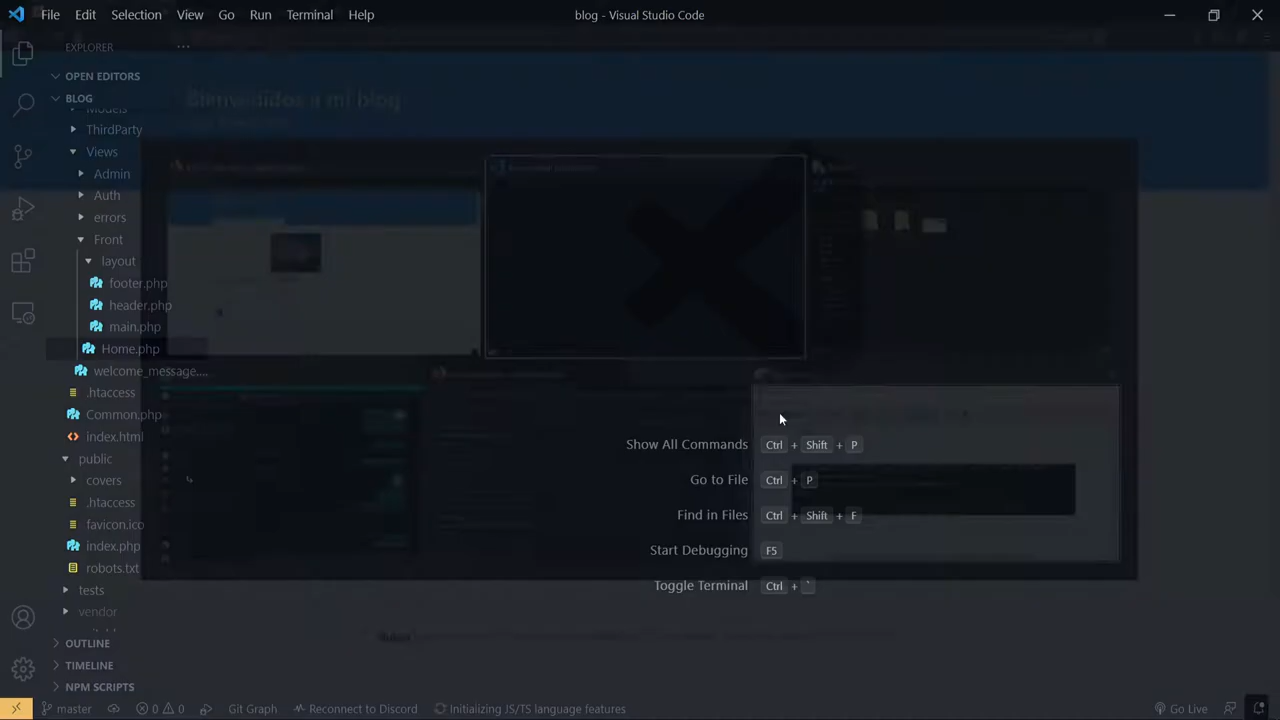 File Edit Selection View Go Run Terminal Help
blog - Visual Studio Code
EXPLORER
OPEN EDITORS
BLOG
Bienvenidos a mi blog
Models
ThirdParty
Views
Admin
Auth
errors
Front
layout
footer.php
header.php
main.php
Home.php
welcome_message....
.htaccess
Common.php
index.html
public
covers
.htaccess
favicon.ico
index.php
robots.txt
tests
vendor
Show All Commands Ctrl + Shift + P
Go to File Ctrl + P
Find in Files Ctrl + Shift + F
Start Debugging F5
Toggle Terminal Ctrl + `
OUTLINE
TIMELINE
NPM SCRIPTS
master 0 0 Git Graph Reconnect to Discord Initializing JS/TS language features Go Live